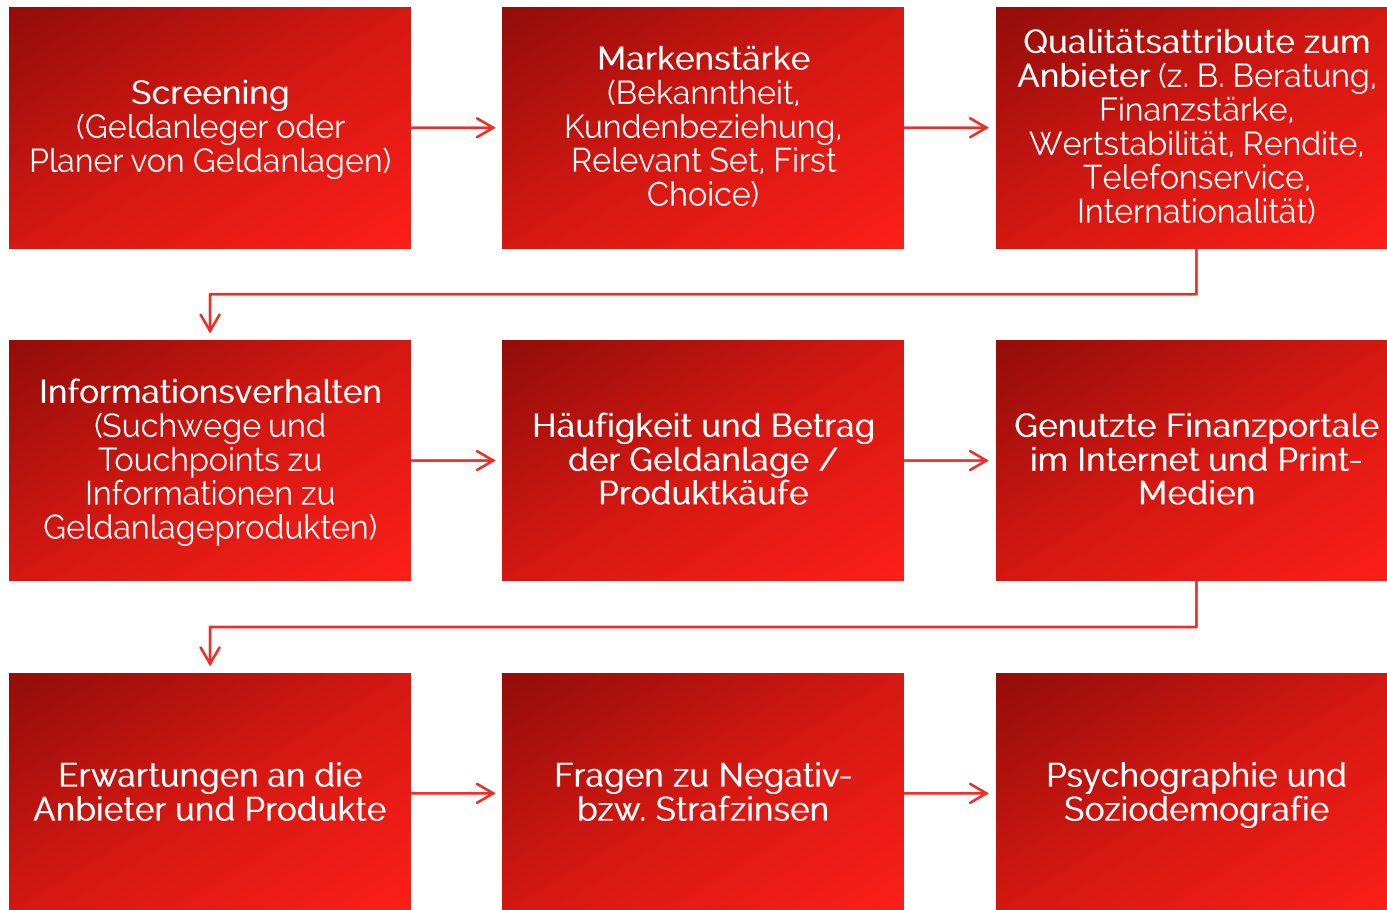 Screening
(Geldanleger oder
Planer von Geldanlagen)
Markenstärke
(Bekanntheit,
Kundenbeziehung,
Relevant Set, First
Choice)
Qualitätsattribute zum
Anbieter (z. B. Beratung,
Finanzstärke,
Wertstabilität, Rendite,
Telefonservice,
Internationalität)
Informationsverhalten
(Suchwege und
Touchpoints zu
Informationen zu
Geldanlageprodukten)
Häufigkeit und Betrag
der Geldanlage /
Produktkäufe
Genutzte Finanzportale
im Internet und Print-
Medien
Erwartungen an die
Anbieter und Produkte
Fragen zu Negativ-
bzw. Strafzinsen
Psychographie und
Soziodemografie